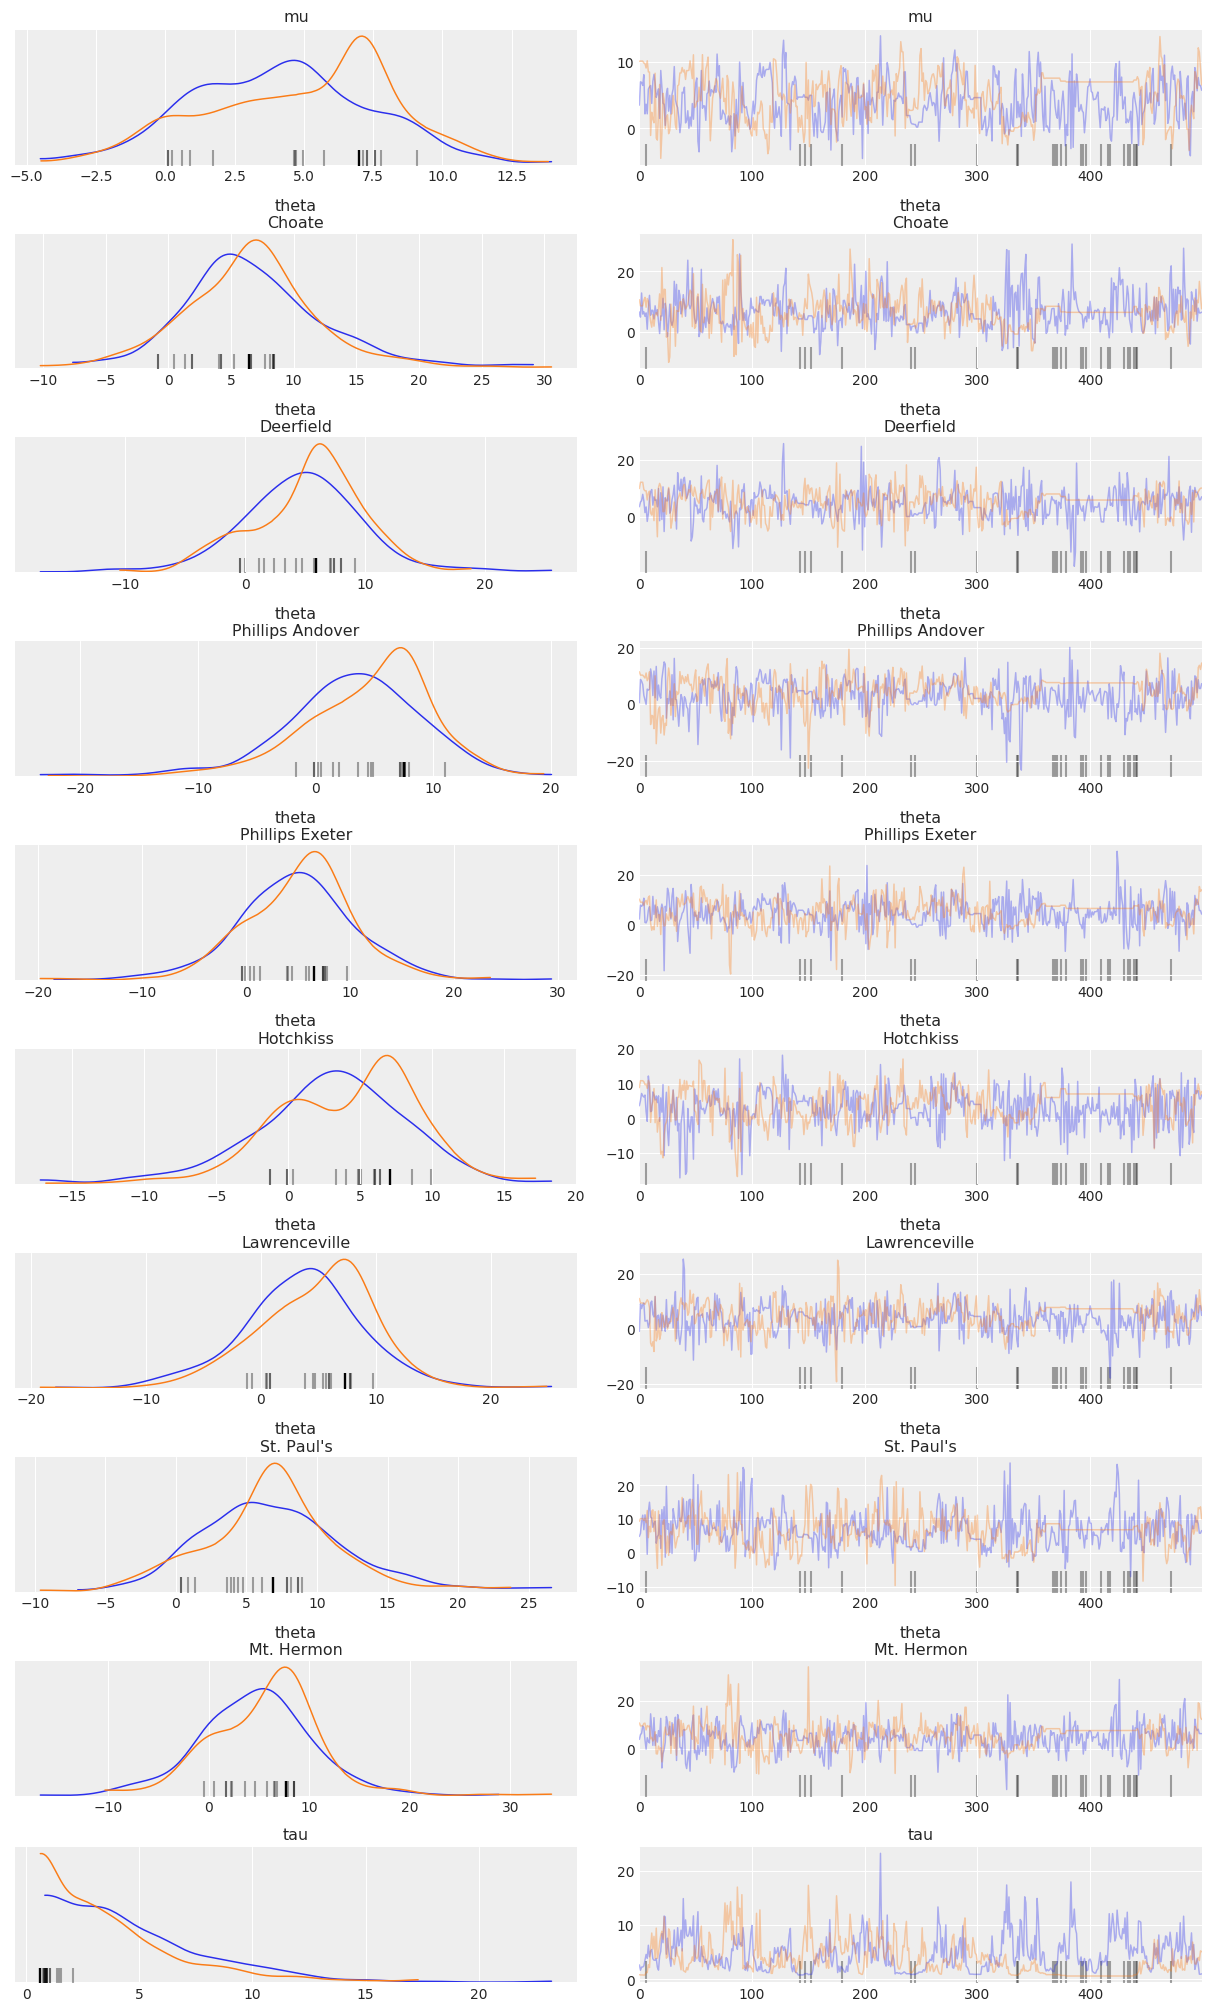 mu mu
10
0
−5.0 −2.5 0.0 2.5 5.0 7.5 10.0 12.5 0 100 200 300 400
theta theta
Choate Choate
20
0
−10 −5 0 5 10 15 20 25 30 0 100 200 300 400
theta theta
Deerfield Deerfield
20
0
−10 0 10 20 0 100 200 300 400
theta theta
Phillips Andover Phillips Andover
20
0
−20
−20 −10 0 10 20 0 100 200 300 400
theta theta
Phillips Exeter Phillips Exeter
20
0
−20
−20 −10 0 10 20 30 0 100 200 300 400
theta theta
Hotchkiss Hotchkiss
20
10
0
−10
−15 −10 −5 0 5 10 15 20 0 100 200 300 400
theta theta
Lawrenceville Lawrenceville
20
0
−20
−20 −10 0 10 20 0 100 200 300 400
theta theta
St. Paul's St. Paul's
20
10
0
−10
−10 −5 0 5 10 15 20 25 0 100 200 300 400
theta theta
Mt. Hermon Mt. Hermon
20
0
−10 0 10 20 30 0 100 200 300 400
tau tau
20
10
0
0 5 10 15 20 0 100 200 300 400